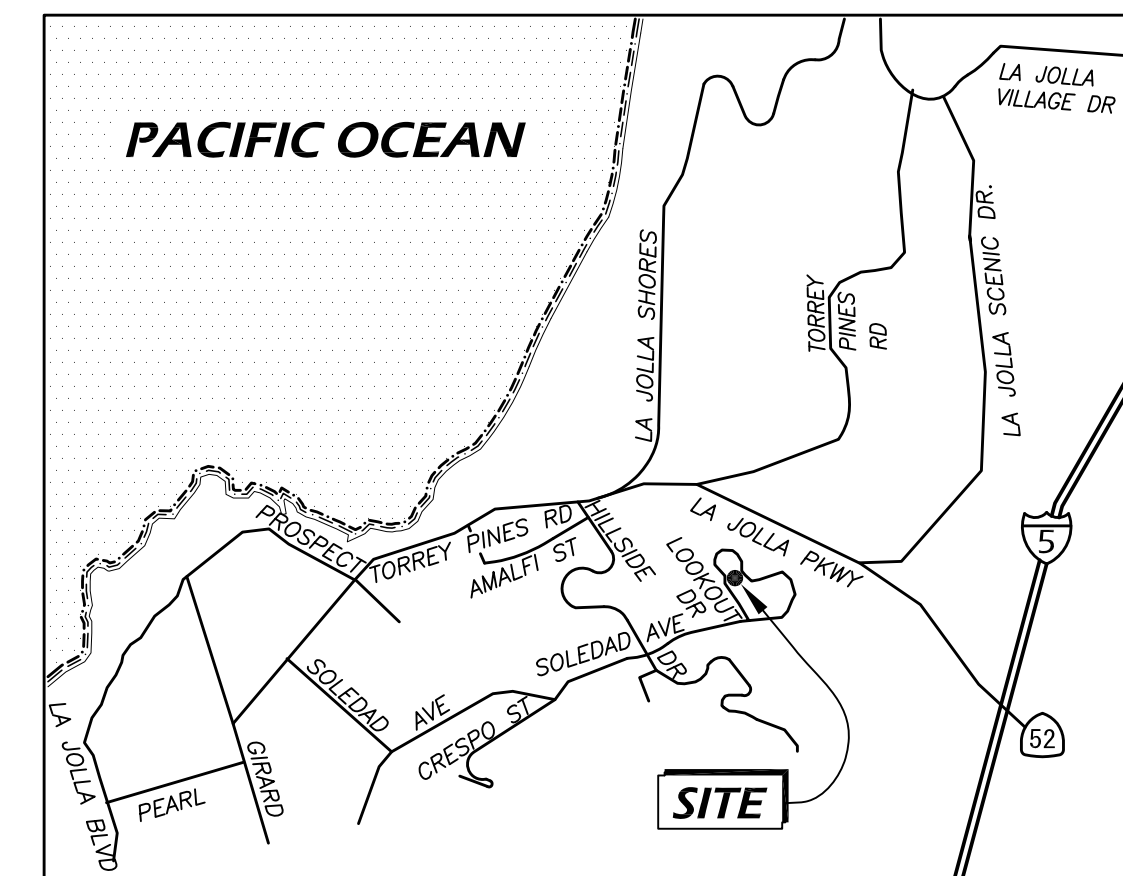 LA JOLLA
VILLAGE DR
PACIFIC OCEAN
LA JOLLA SHORES
TORREY
PINES
RD
LA JOLLA SCENIC DR.
5
PROSPECT
TORREY PINES RD
AMALFI ST
HILLSIDE
DR
LA JOLLA PKWY
LOOKOUT
DR
SOLEDAD AVE
SOLEDAD
AVE
CRESPO ST
LA JOLLA BLVD
GIRARD
PEARL
52
SITE